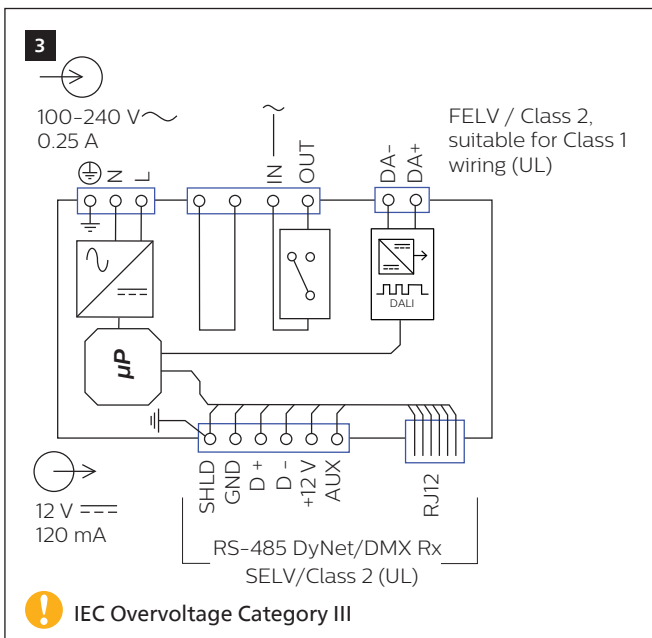 3
100-240 V~
0.25 A
FELV / Class 2,
suitable for Class 1
wiring (UL)
N
L
IN
OUT
DA-
DA+
DALI
µP
SHLD
GND
D +
D -
+12 V
AUX
RJ12
12 V
120 mA
RS-485 DyNet/DMX Rx
SELV/Class 2 (UL)
! IEC Overvoltage Category III